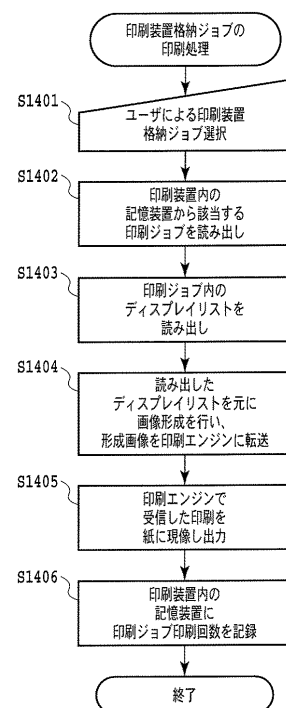 印刷装置格納ジョブの
印刷処理
S1401
ユーザによる印刷装置
格納ジョブ選択
S1402
印刷装置内の
記憶装置から該当する
印刷ジョブを読み出し
S1403
印刷ジョブ内の
ディスプレイリストを
読み出し
S1404
読み出した
ディスプレイリストを元に
画像形成を行い、
形成画像を印刷エンジンに転送
S1405
印刷エンジンで
受信した印刷を
紙に現像し出力
S1406
印刷装置内の
記憶装置に
印刷ジョブ印刷回数を記録
終了